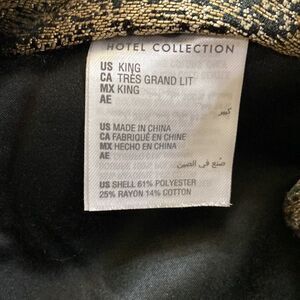 HOTEL COLLECTION
US KING
CA TRÈS GRAND LIT
MX KING
AE
كبير
US MADE IN CHINA
CA FABRIQUÉ EN CHINE
MX HECHO EN CHINA
AE
صنع في الصين
US SHELL 61% POLYESTER
25% RAYON 14% COTTON